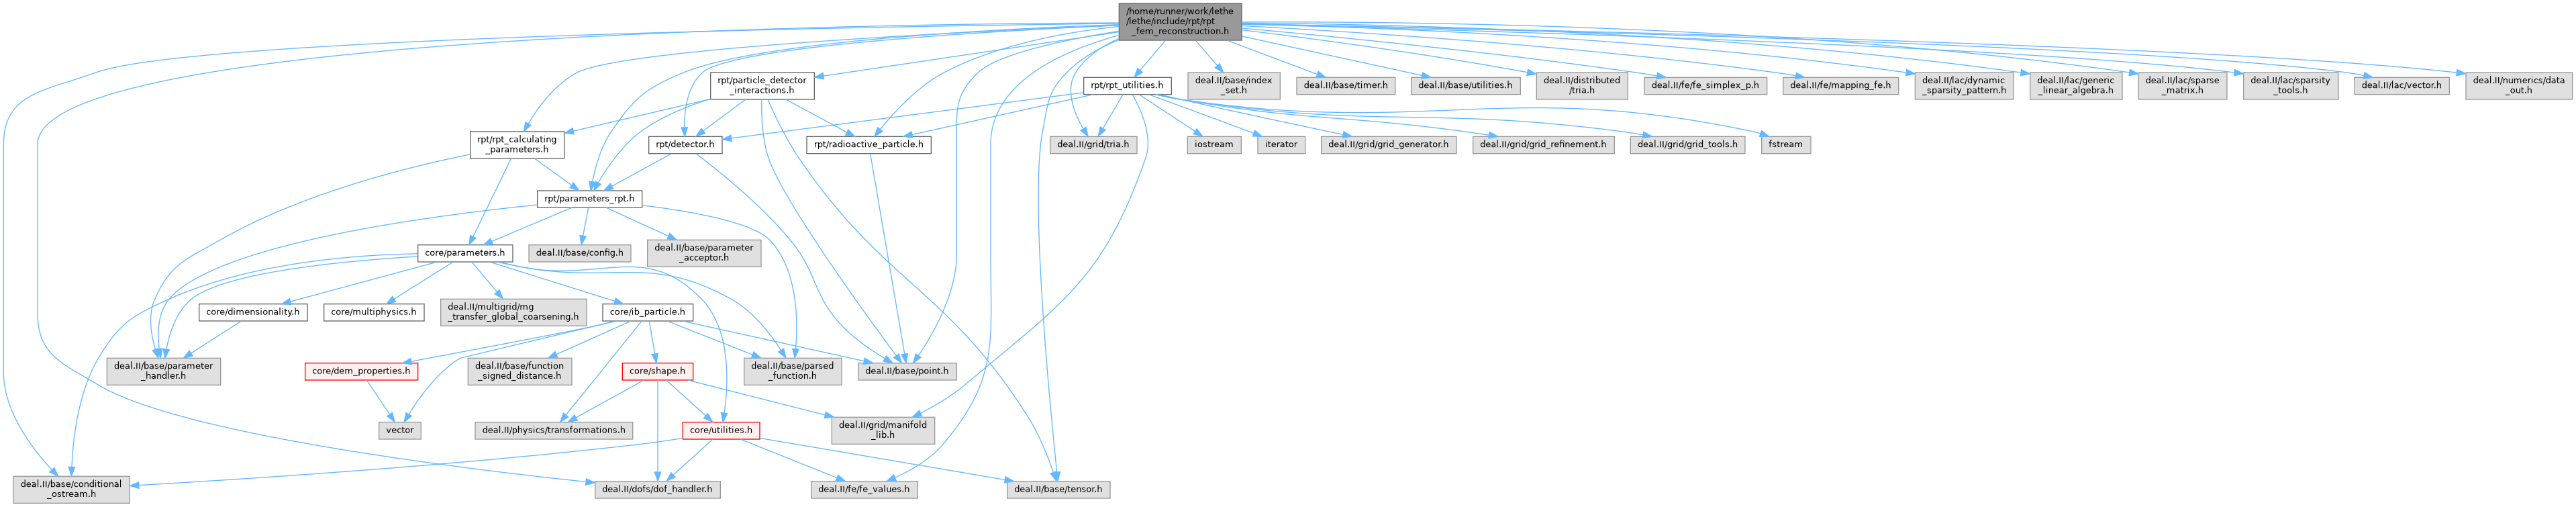 /home/runner/work/lethe
/lethe/include/rpt/rpt
_fem_reconstruction.h
rpt/particle_detector
_interactions.h
rpt/rpt_utilities.h
deal.II/base/index
_set.h
deal.II/base/timer.h
deal.II/base/utilities.h
deal.II/distributed
/tria.h
deal.II/fe/fe_simplex_p.h
deal.II/fe/mapping_fe.h
deal.II/lac/dynamic
_sparsity_pattern.h
deal.II/lac/generic
_linear_algebra.h
deal.II/lac/sparse
_matrix.h
deal.II/lac/sparsity
_tools.h
deal.II/lac/vector.h
deal.II/numerics/data
_out.h
rpt/rpt_calculating
_parameters.h
rpt/detector.h
rpt/radioactive_particle.h
deal.II/grid/tria.h
iostream
iterator
deal.II/grid/grid_generator.h
deal.II/grid/grid_refinement.h
deal.II/grid/grid_tools.h
fstream
rpt/parameters_rpt.h
core/parameters.h
deal.II/base/config.h
deal.II/base/parameter
_acceptor.h
core/dimensionality.h
core/multiphysics.h
deal.II/multigrid/mg
_transfer_global_coarsening.h
core/ib_particle.h
deal.II/base/parameter
_handler.h
core/dem_properties.h
deal.II/base/function
_signed_distance.h
core/shape.h
deal.II/base/parsed
_function.h
deal.II/base/point.h
vector
deal.II/physics/transformations.h
core/utilities.h
deal.II/grid/manifold
_lib.h
deal.II/base/conditional
_ostream.h
deal.II/dofs/dof_handler.h
deal.II/fe/fe_values.h
deal.II/base/tensor.h